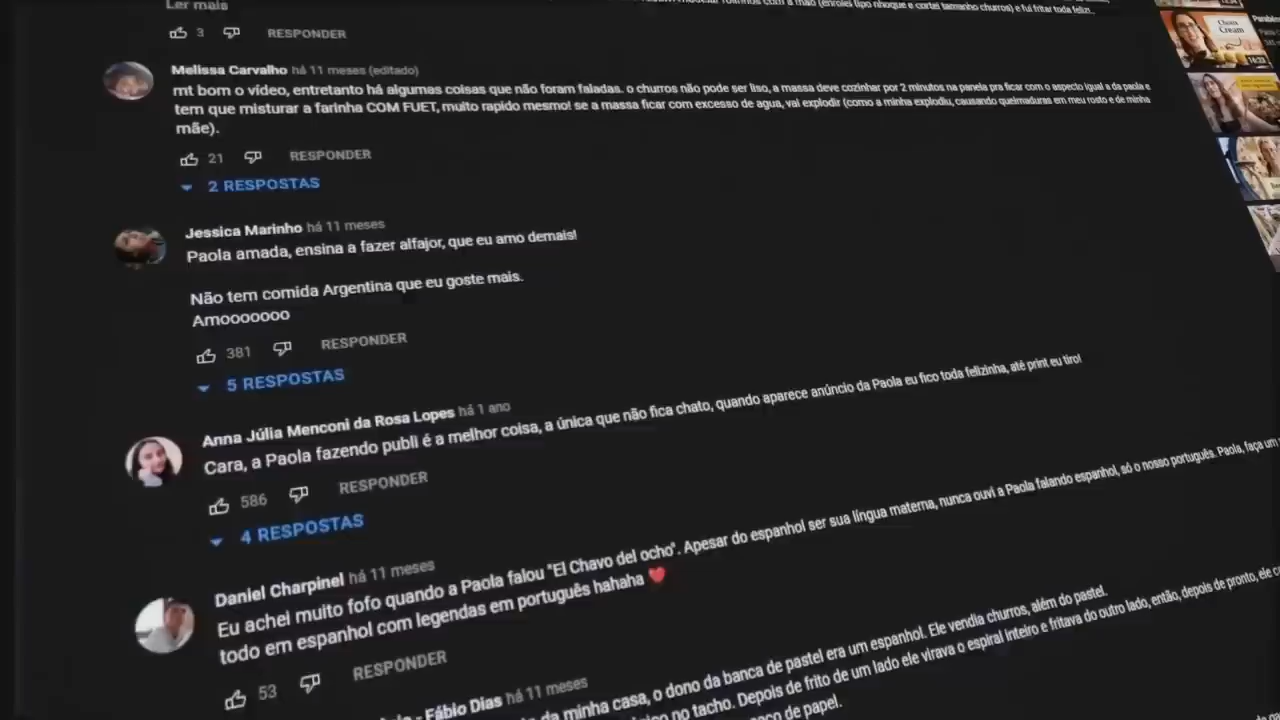 Ler mais
3 RESPONDER
Melissa Carvalho há 11 meses (editado)
mt bom o vídeo, entretanto há algumas coisas que não foram faladas. o churros não pode ser liso, a massa deve cozinhar por 2 minutos na panela pra ficar com o aspecto igual a da paola e
tem que misturar a farinha COM FUET, muito rapido mesmo! se a massa ficar com excesso de agua, vai explodir (como a minha explodiu, causando queimaduras em meu rosto e de minha
mãe).
21 RESPONDER
2 RESPOSTAS
Jessica Marinho há 11 meses
Paola amada, ensina a fazer alfajor, que eu amo demais!
Não tem comida Argentina que eu goste mais.
Amooooooo
381 RESPONDER
5 RESPOSTAS
Anna Júlia Menconi da Rosa Lopes há 1 ano
Cara, a Paola fazendo publi é a melhor coisa, a única que não fica chato, quando aparece anúncio da Paola eu fico toda felizinha, até print eu tiro!
586 RESPONDER
4 RESPOSTAS
Daniel Charpinel há 11 meses
Eu achei muito fofo quando a Paola falou "El Chavo del ocho". Apesar do espanhol ser sua língua materna, nunca ouvi a Paola falando espanhol, só o nosso português. Paola, faça um
todo em espanhol com legendas em português hahaha ❤️
53 RESPONDER
- Fábio Dias há 11 meses
da minha casa, o dono da banca de pastel era um espanhol. Ele vendia churros, além do pastel.
no tacho. Depois de frito de um lado ele virava o espiral inteiro e fritava do outro lado, então, depois de pronto, ele
de papel.
Choux
Cream